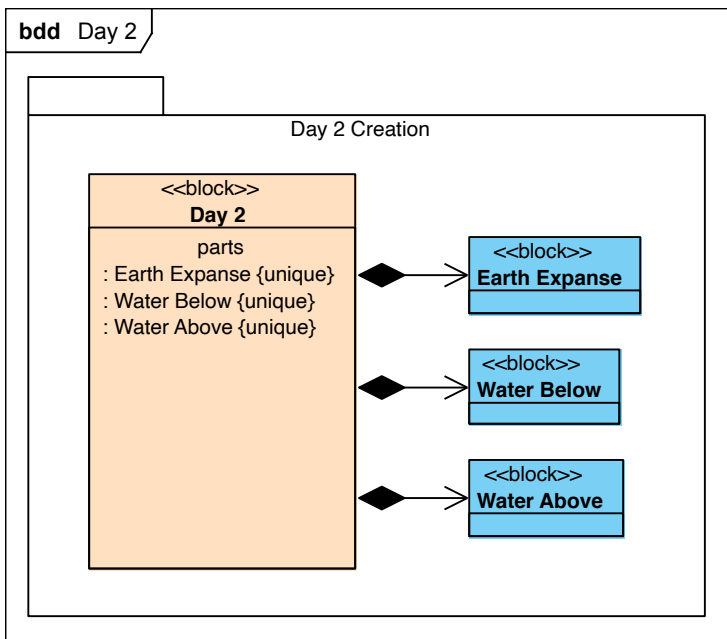 bdd Day 2
Day 2 Creation
<<block>>
Day 2
parts
: Earth Expanse {unique}
: Water Below {unique}
: Water Above {unique}
<<block>>
Earth Expanse
<<block>>
Water Below
<<block>>
Water Above